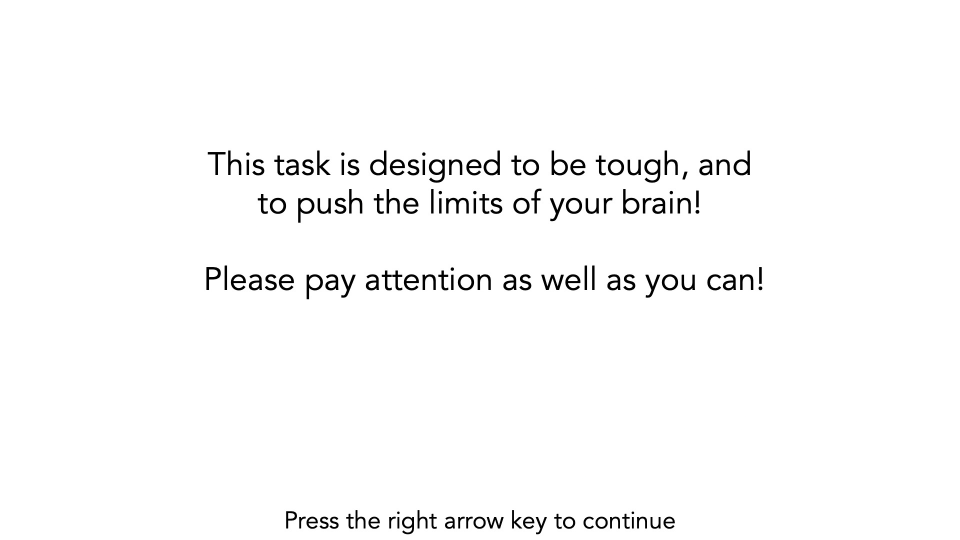 This task is designed to be tough, and
to push the limits of your brain!
Please pay attention as well as you can!
Press the right arrow key to continue